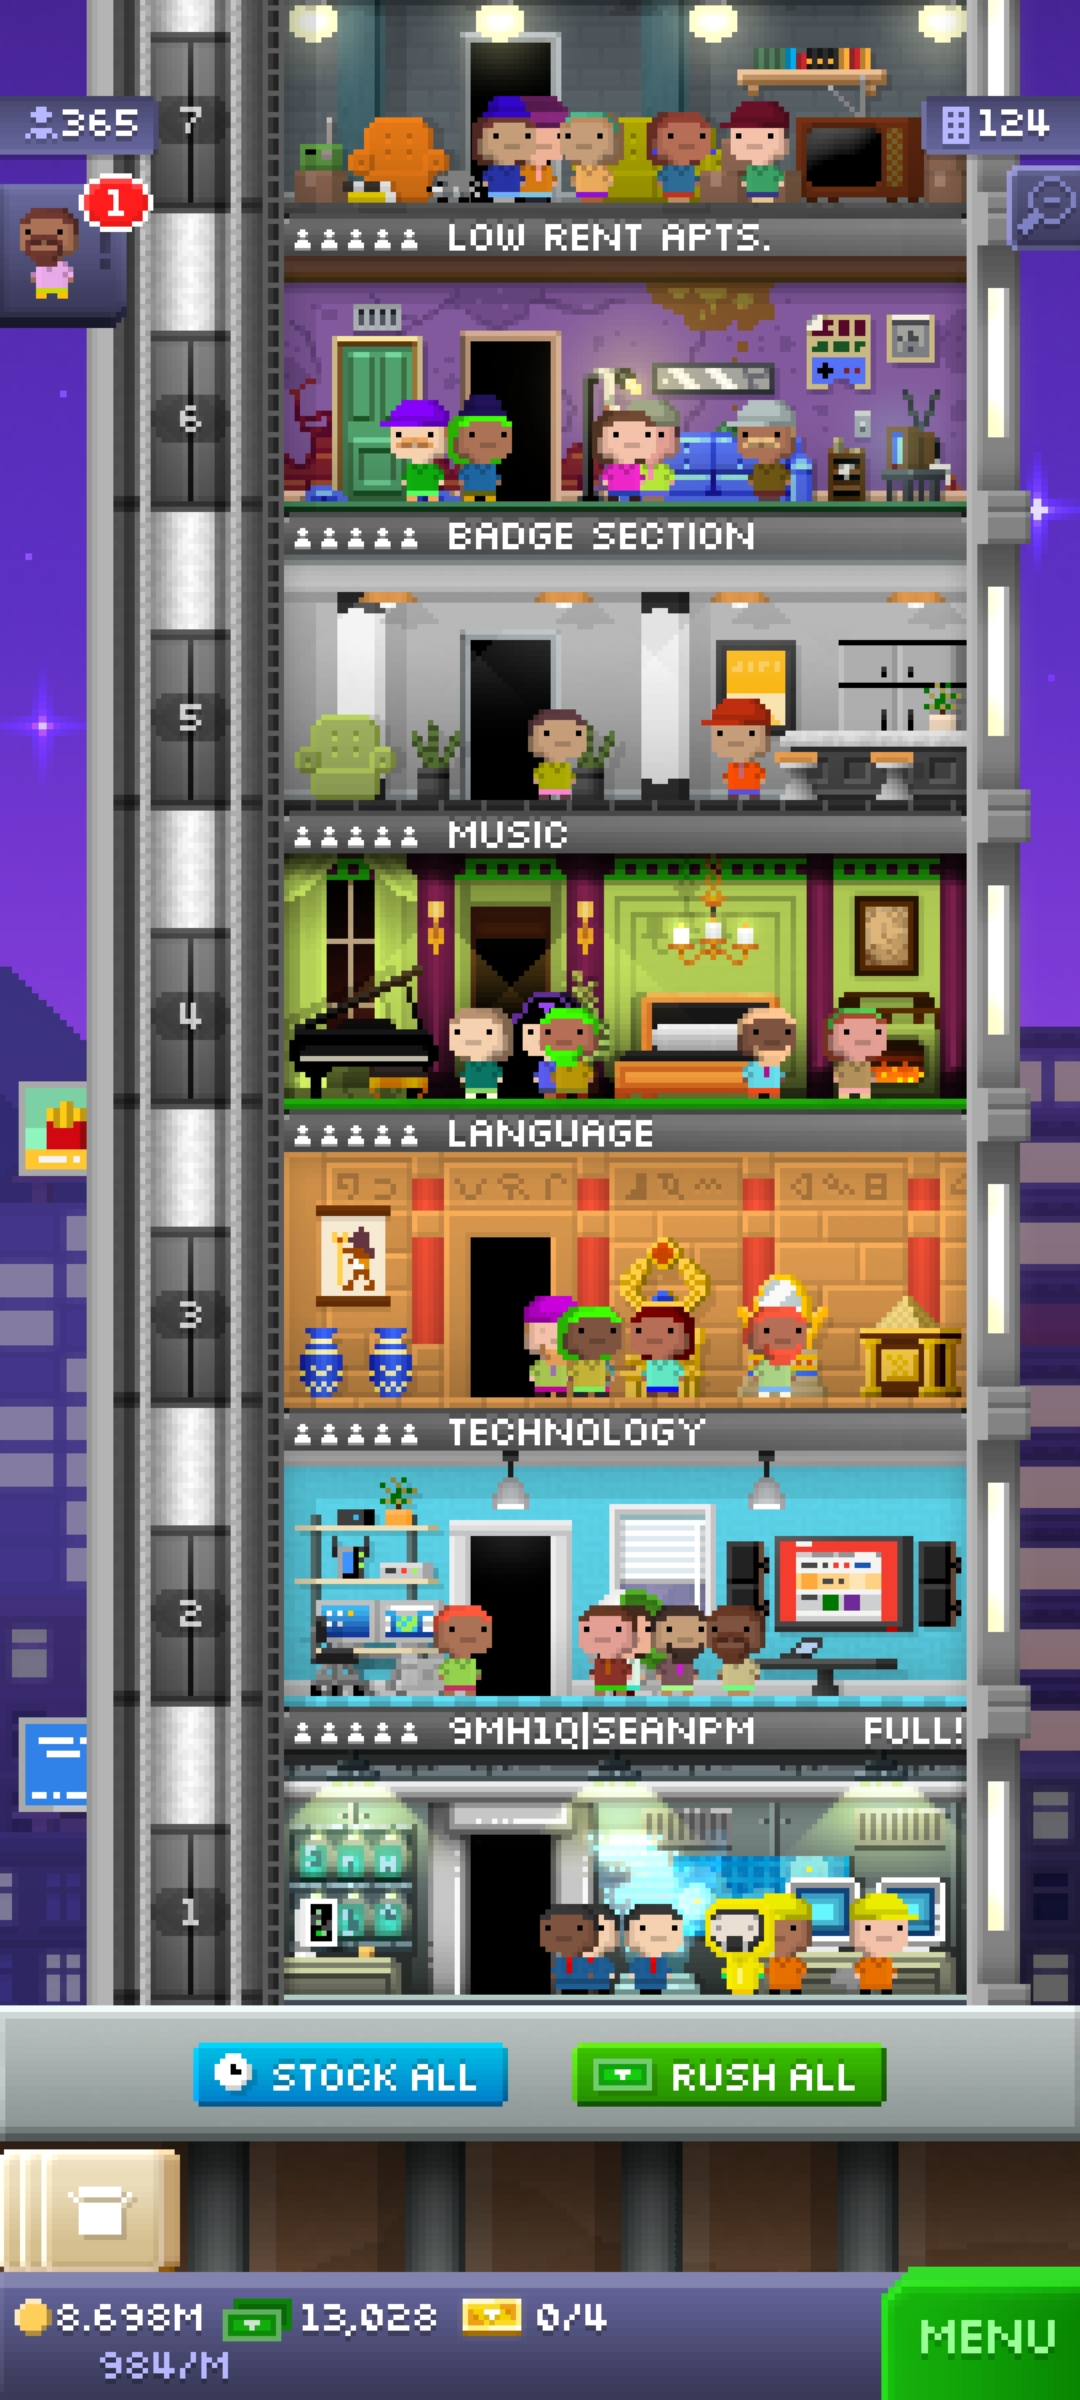 7
365
124
1
LOW RENT APTS.
6
BADGE SECTION
5
MUSIC
4
LANGUAGE
3
TECHNOLOGY
2
9MH1Q|SEANPM FULL!
1
STOCK ALL
RUSH ALL
8.698M 13,028 0/4
984/M
MENU